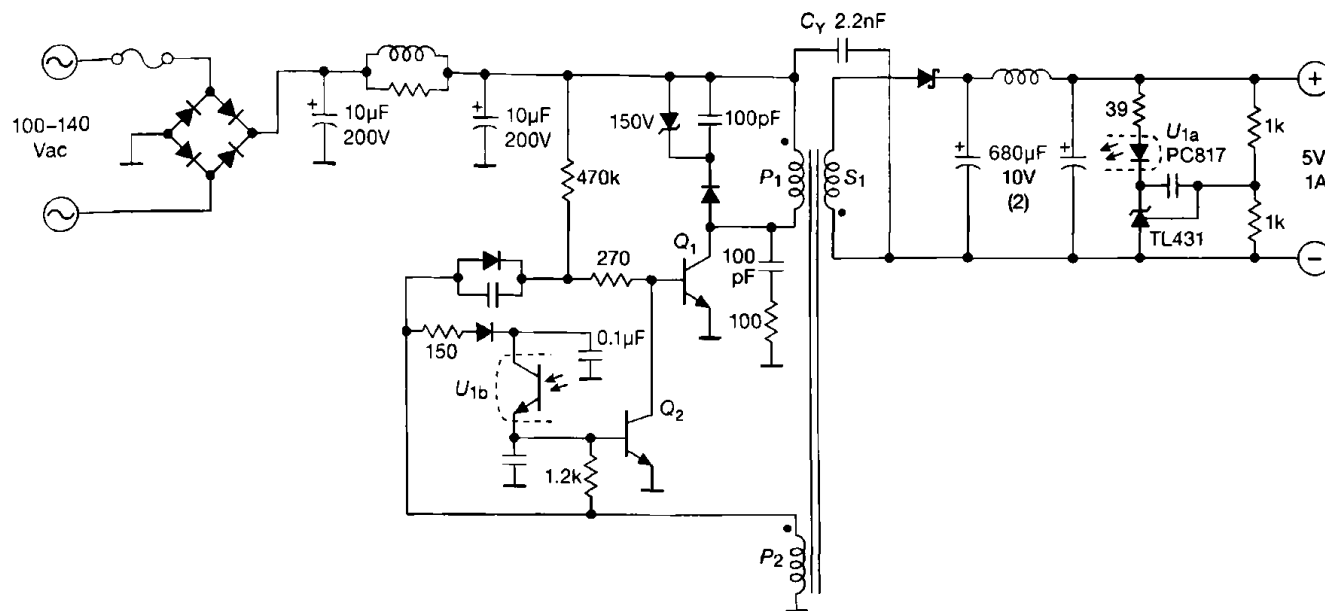 C_Y 2.2nF
100–140
Vac
+
10µF
200V
+
10µF
200V
150V
100pF
470k
P1
S1
+
680µF
10V
(2)
+
39
U1a
PC817
TL431
1k
1k
+
5V
1A
−
270
Q1
100
pF
100
150
0.1µF
U1b
Q2
1.2k
P2